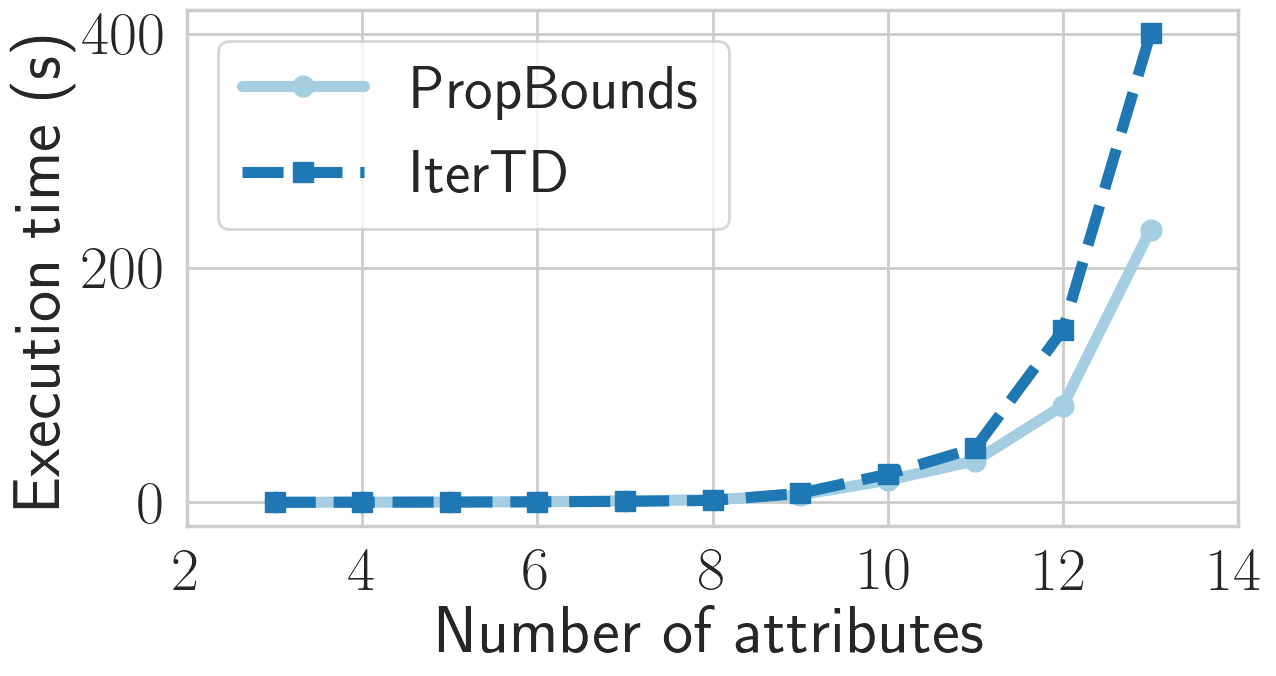 Execution time (s)
400
200
0
PropBounds
IterTD
2 4 6 8 10 12 14
Number of attributes